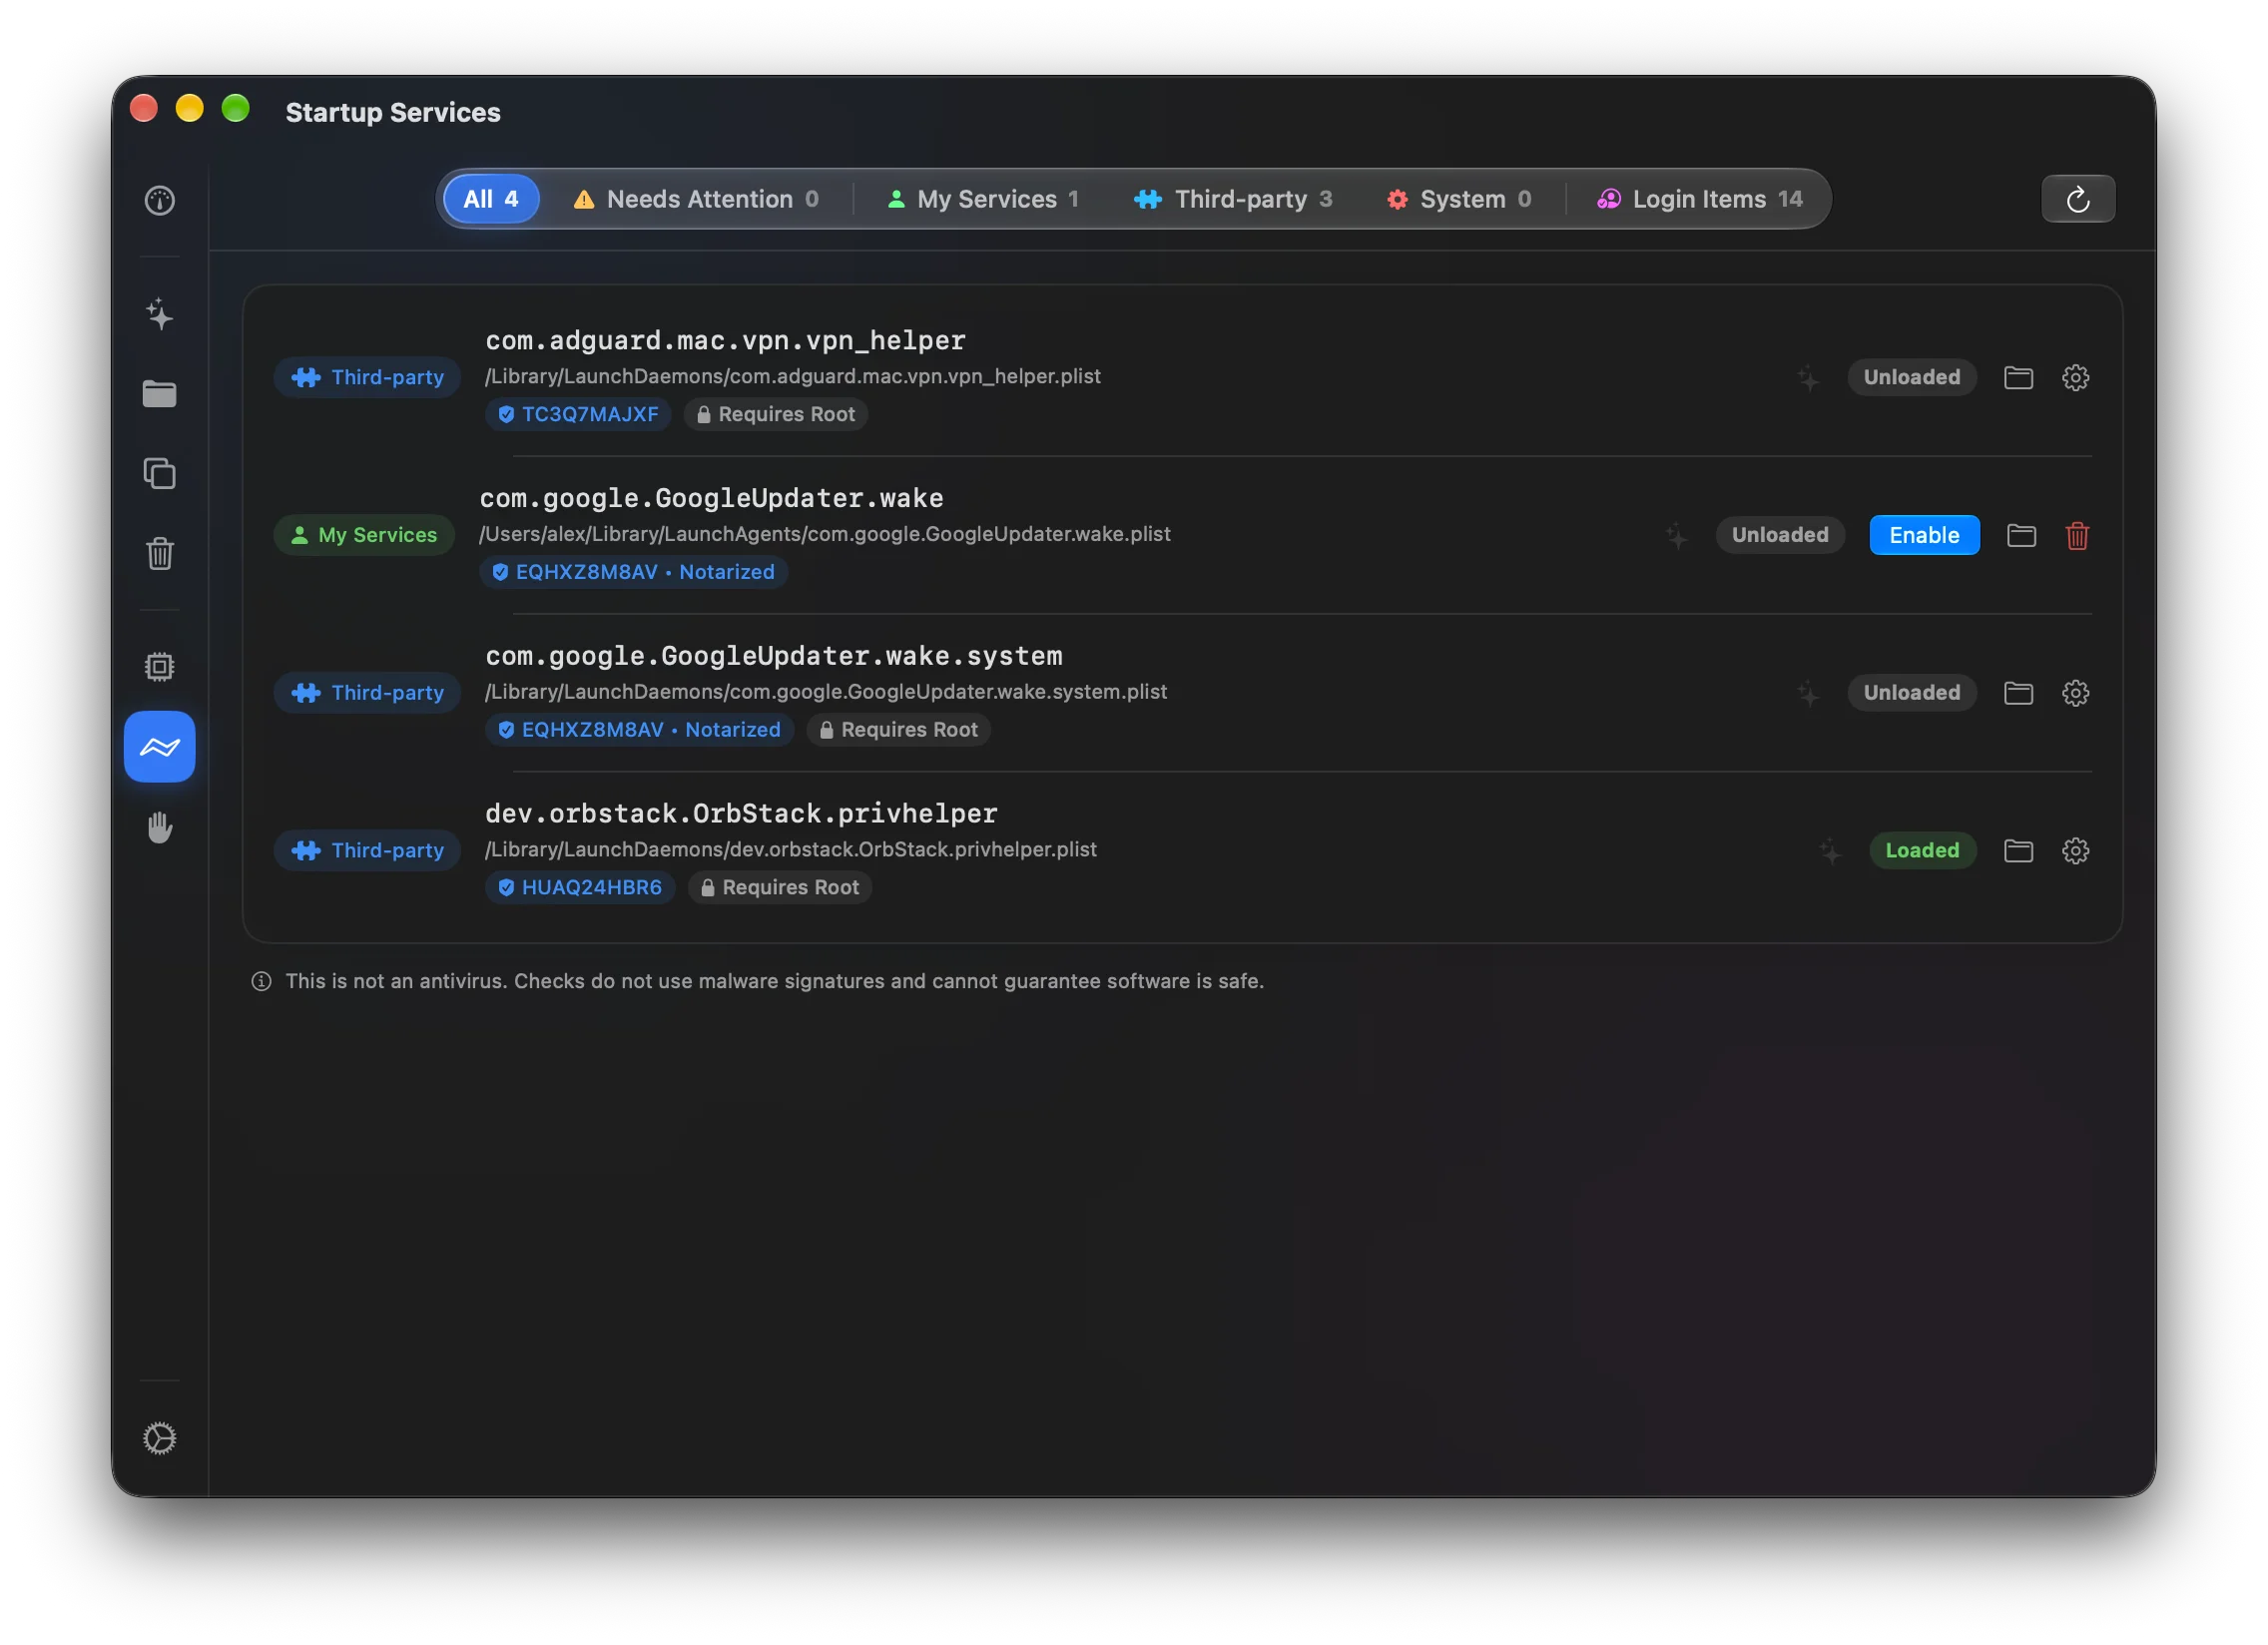 Startup Services
All 4
Needs Attention 0
My Services 1
Third-party 3
System 0
Login Items 14
Third-party
com.adguard.mac.vpn.vpn_helper
/Library/LaunchDaemons/com.adguard.mac.vpn.vpn_helper.plist
TC3Q7MAJXF
Requires Root
Unloaded
My Services
com.google.GoogleUpdater.wake
/Users/alex/Library/LaunchAgents/com.google.GoogleUpdater.wake.plist
EQHXZ8M8AV • Notarized
Unloaded
Enable
Third-party
com.google.GoogleUpdater.wake.system
/Library/LaunchDaemons/com.google.GoogleUpdater.wake.system.plist
EQHXZ8M8AV • Notarized
Requires Root
Unloaded
Third-party
dev.orbstack.OrbStack.privhelper
/Library/LaunchDaemons/dev.orbstack.OrbStack.privhelper.plist
HUAQ24HBR6
Requires Root
Loaded
This is not an antivirus. Checks do not use malware signatures and cannot guarantee software is safe.